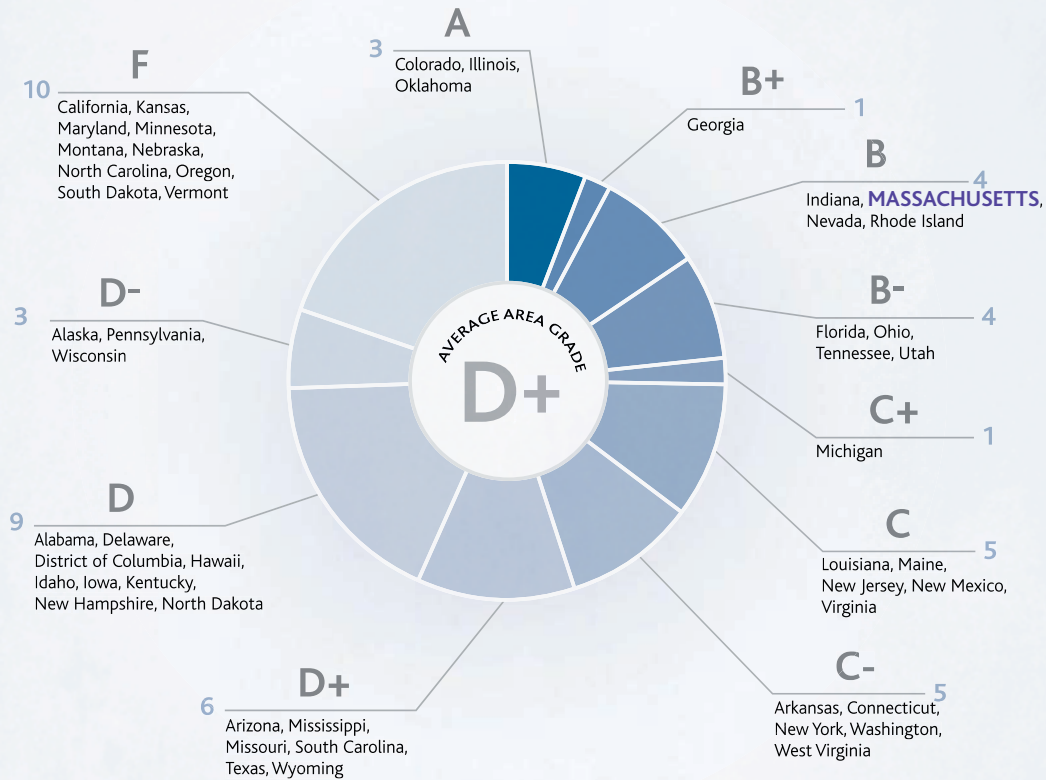 A
3
Colorado, Illinois,
Oklahoma
B+
1
Georgia
B
4
Indiana, MASSACHUSETTS,
Nevada, Rhode Island
B-
4
Florida, Ohio,
Tennessee, Utah
C+
1
Michigan
C
5
Louisiana, Maine,
New Jersey, New Mexico,
Virginia
C-
5
Arkansas, Connecticut,
New York, Washington,
West Virginia
D+
6
Arizona, Mississippi,
Missouri, South Carolina,
Texas, Wyoming
D
9
Alabama, Delaware,
District of Columbia, Hawaii,
Idaho, Iowa, Kentucky,
New Hampshire, North Dakota
D-
3
Alaska, Pennsylvania,
Wisconsin
F
10
California, Kansas,
Maryland, Minnesota,
Montana, Nebraska,
North Carolina, Oregon,
South Dakota, Vermont
AVERAGE AREA GRADE
D+